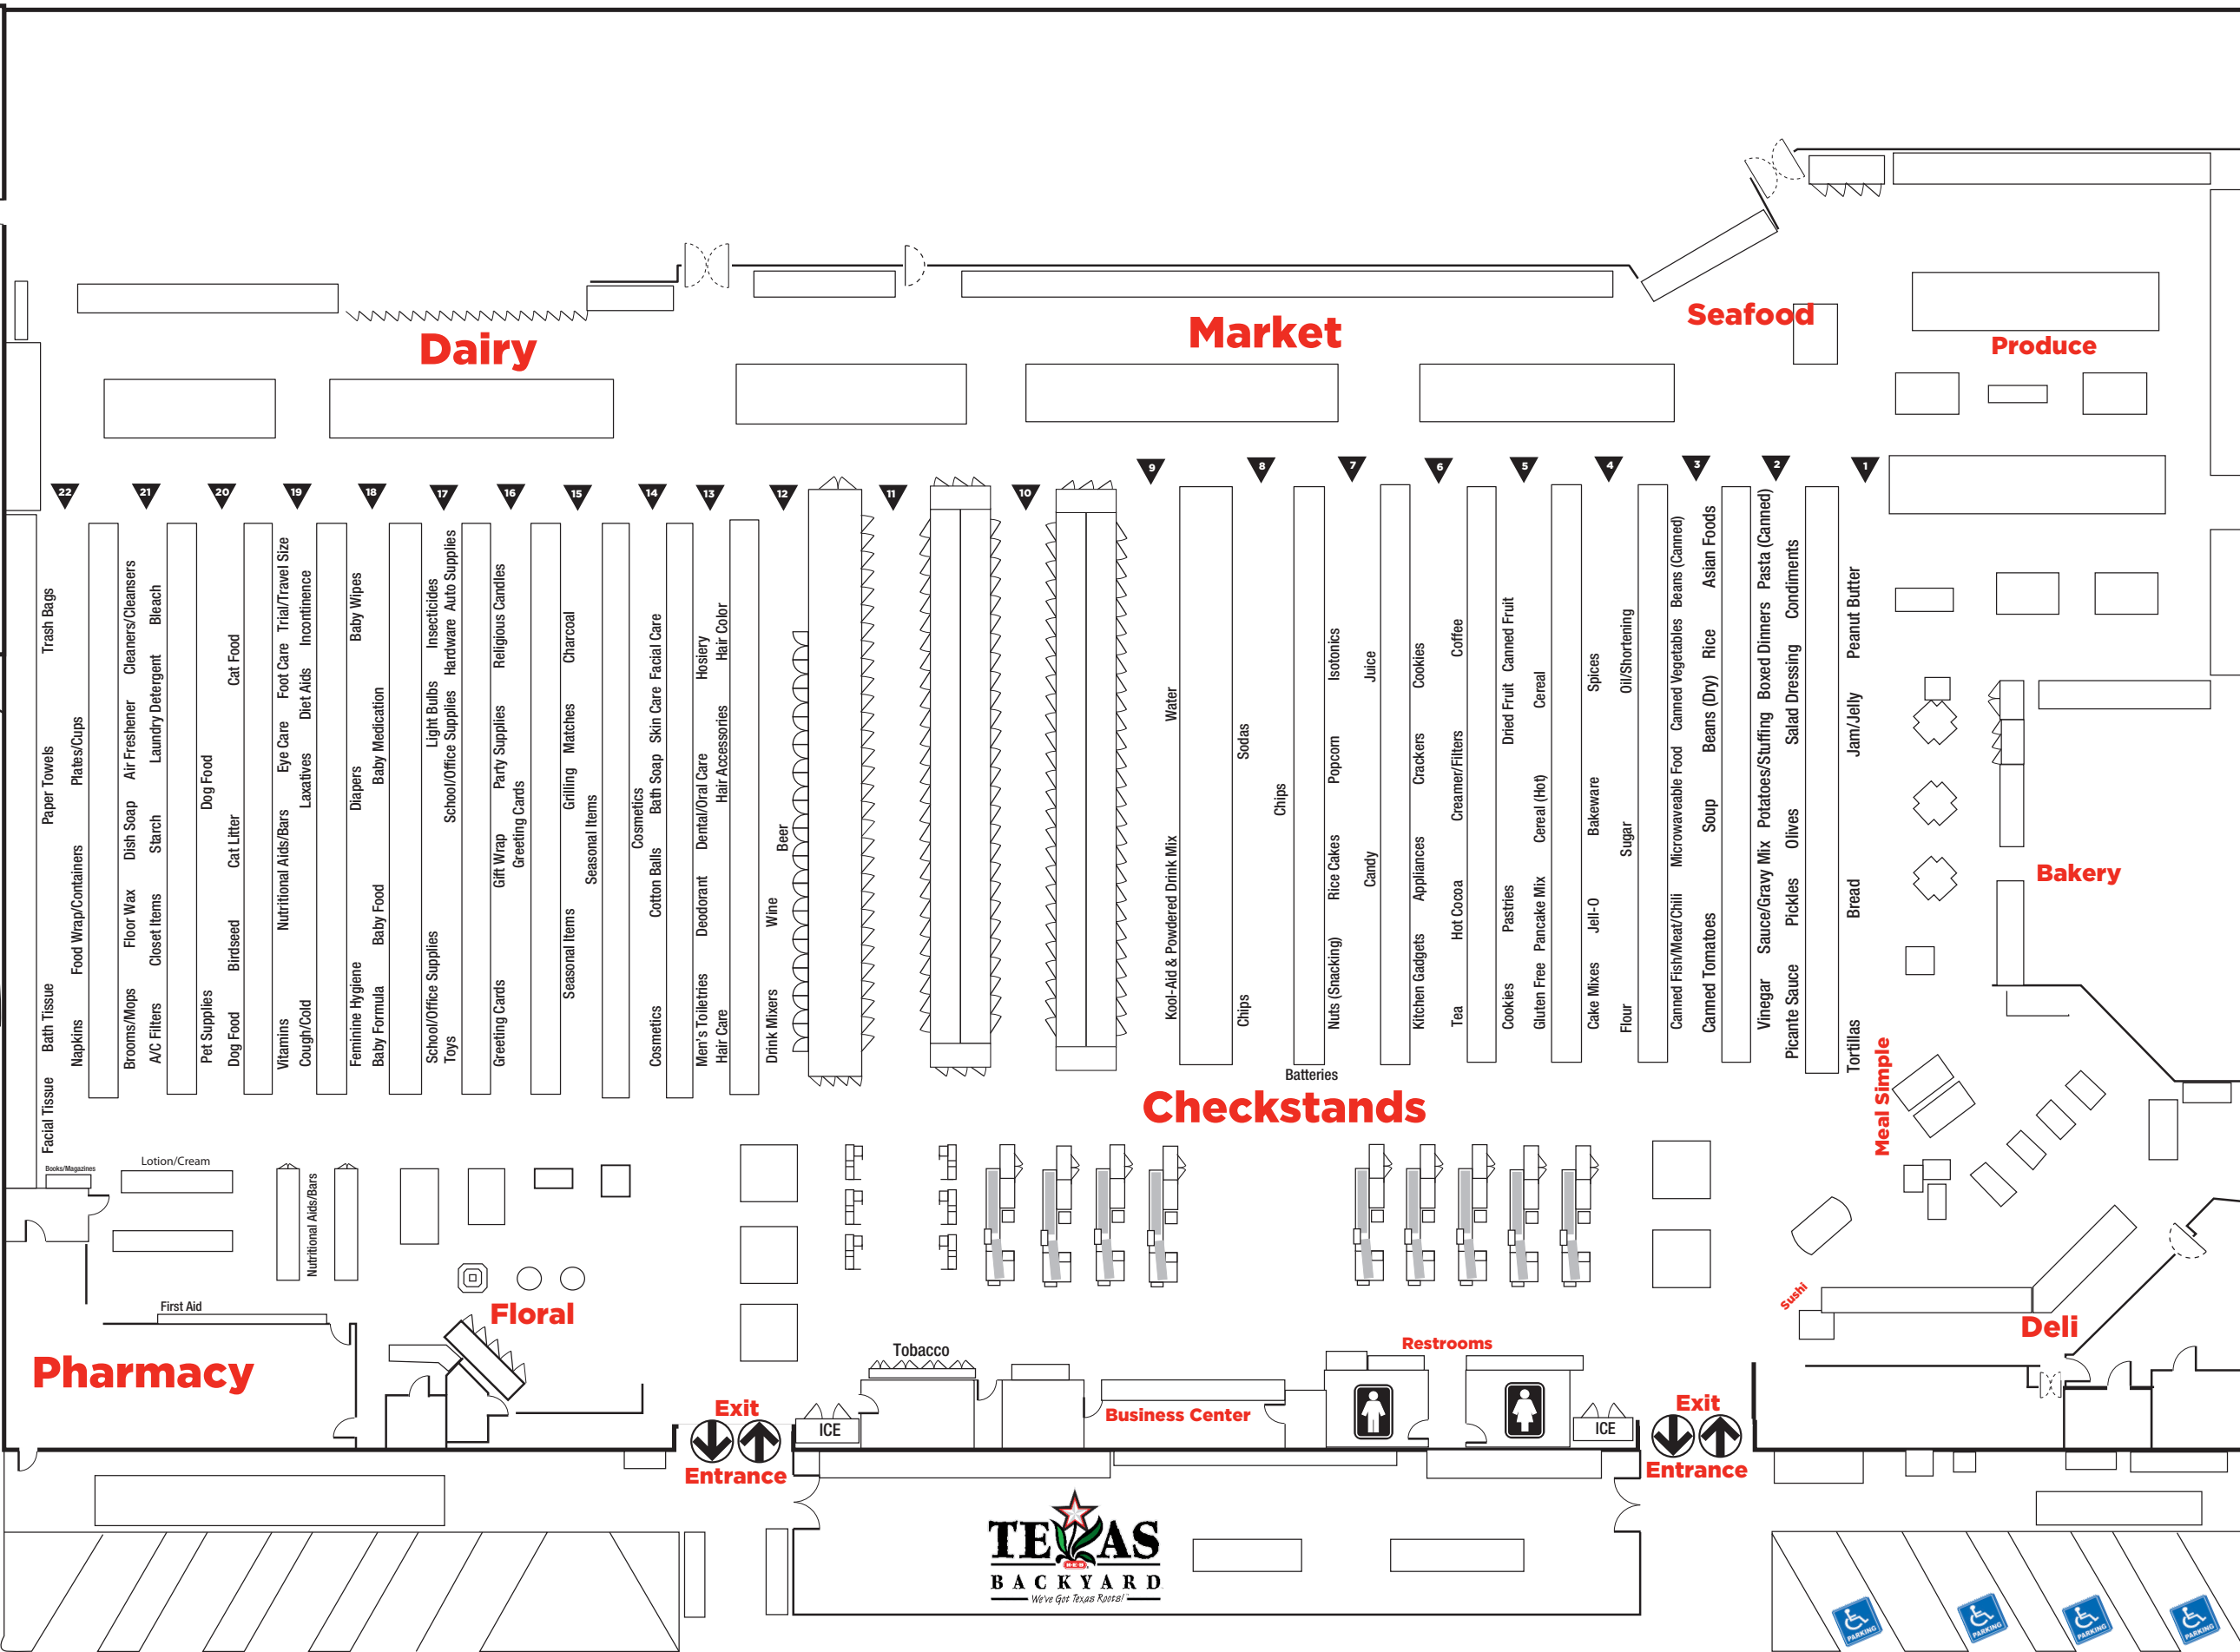 Dairy
Market
Seafood
Produce
22
21
20
19
18
17
16
15
14
13
12
11
10
9
8
7
6
5
4
3
2
1
Facial Tissue Bath Tissue Paper Towels Trash Bags
Napkins Food Wrap/Containers Plates/Cups
Brooms/Mops Floor Wax Dish Soap Air Freshener Cleaners/Cleansers
A/C Filters Closet Items Starch Laundry Detergent Bleach
Pet Supplies Dog Food
Dog Food Birdseed Cat Litter Cat Food
Vitamins Nutritional Aids/Bars Eye Care Foot Care Trial/Travel Size
Cough/Cold Laxatives Diet Aids Incontinence
Feminine Hygiene Diapers Baby Wipes
Baby Formula Baby Food Baby Medication
School/Office Supplies Light Bulbs Insecticides
Toys School/Office Supplies Hardware Auto Supplies
Greeting Cards Gift Wrap Party Supplies Religious Candles
Greeting Cards
Seasonal Items Grilling Matches Charcoal
Seasonal Items
Cosmetics
Cosmetics Cotton Balls Bath Soap Skin Care Facial Care
Men's Toiletries Deodorant Dental/Oral Care Hosiery
Hair Care Hair Accessories Hair Color
Drink Mixers Wine Beer
Kool-Aid & Powdered Drink Mix Water
Chips Sodas
Chips
Nuts (Snacking) Rice Cakes Popcorn Isotonics
Candy Juice
Kitchen Gadgets Appliances Crackers Cookies
Tea Hot Cocoa Creamer/Filters Coffee
Cookies Pastries Dried Fruit Canned Fruit
Gluten Free Pancake Mix Cereal (Hot) Cereal
Cake Mixes Jell-O Bakeware Spices
Flour Sugar Oil/Shortening
Canned Fish/Meat/Chili Microwaveable Food Canned Vegetables Beans (Canned)
Canned Tomatoes Soup Beans (Dry) Rice Asian Foods
Vinegar Sauce/Gravy Mix Potatoes/Stuffing Boxed Dinners Pasta (Canned)
Picante Sauce Pickles Olives Salad Dressing Condiments
Tortillas Bread Jam/Jelly Peanut Butter
Bakery
Batteries
Checkstands
Meal Simple
Books/Magazines
Lotion/Cream
Nutritional Aids/Bars
First Aid
Floral
Sushi
Deli
Pharmacy
Tobacco
Restrooms
Business Center
Exit
Entrance
ICE
ICE
Exit
Entrance
TEXAS
H-E-B
BACKYARD
We've Got Texas Roots!
PARKING
PARKING
PARKING
PARKING